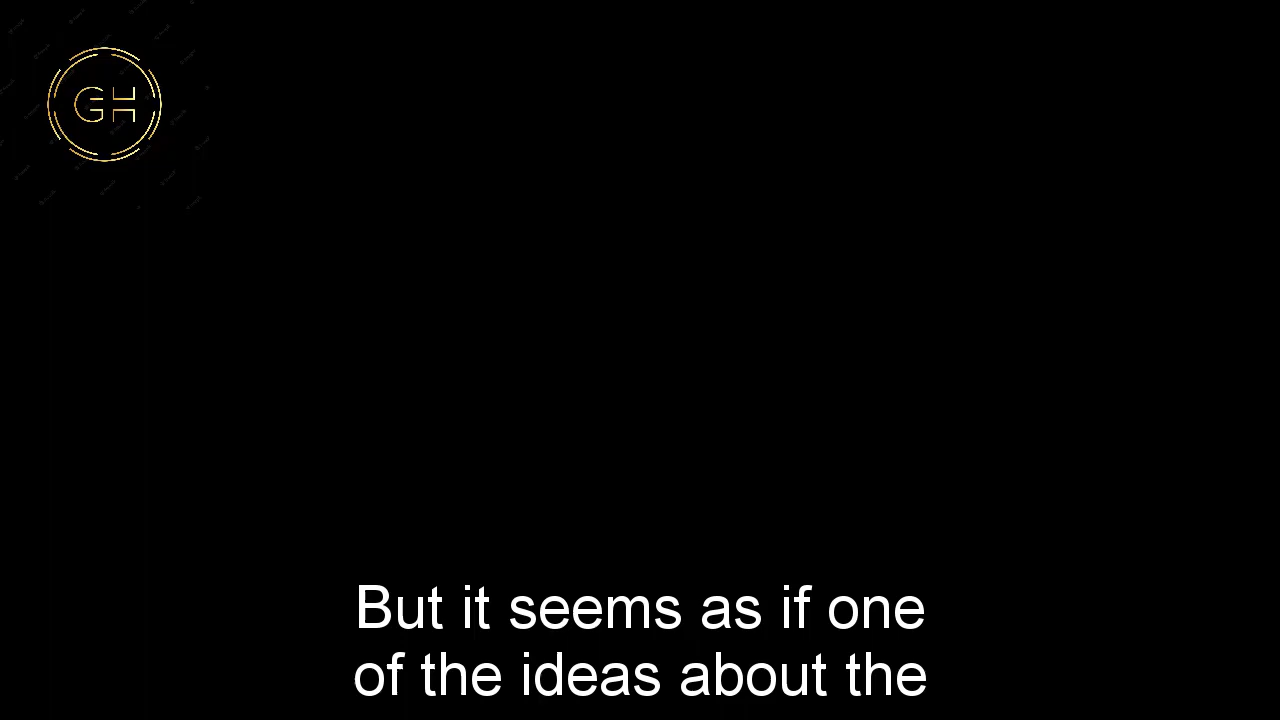 GH
But it seems as if one
of the ideas about the